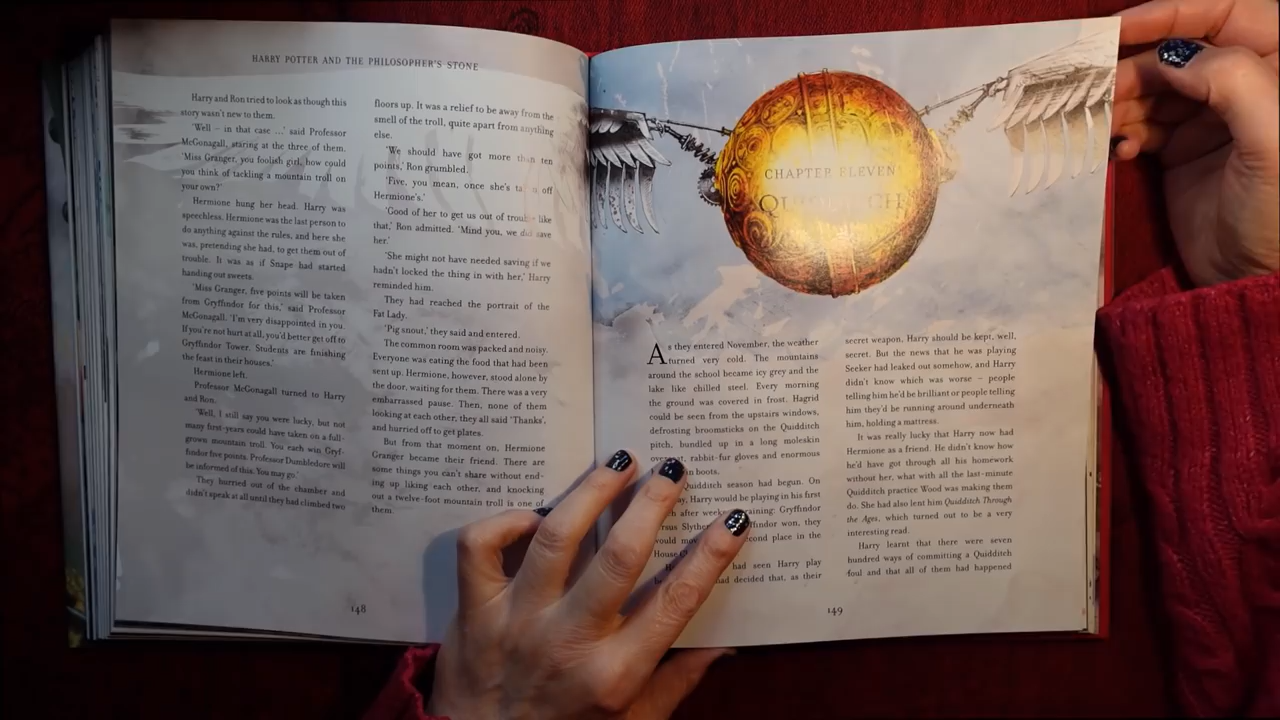 HARRY POTTER AND THE PHILOSOPHER'S STONE
Harry and Ron tried to look as though this
story wasn't new to them.
'Well – in that case ...' said Professor
McGonagall, staring at the three of them.
'Miss Granger, you foolish girl, how could
you think of tackling a mountain troll on
your own?'
Hermione hung her head. Harry was
speechless. Hermione was the last person to
do anything against the rules, and here she
was, pretending she had, to get them out of
trouble. It was as if Snape had started
handing out sweets.
'Miss Granger, five points will be taken
from Gryffindor for this,' said Professor
McGonagall. 'I'm very disappointed in you.
If you're not hurt at all, you'd better get off to
Gryffindor Tower. Students are finishing
the feast in their houses.'
Hermione left.
Professor McGonagall turned to Harry
and Ron.
'Well, I still say you were lucky, but not
many first-years could have taken on a full-
grown mountain troll. You each win Gryf-
findor five points. Professor Dumbledore will
be informed of this. You may go.'
They hurried out of the chamber and
didn't speak at all until they had climbed two
floors up. It was a relief to be away from the
smell of the troll, quite apart from anything
else.
'We should have got more than ten
points,' Ron grumbled.
'Five, you mean, once she's off
Hermione's.'
'Good of her to get us out of trouble like
that,' Ron admitted. 'Mind you, we did save
her.'
'She might not have needed saving if we
hadn't locked the thing in with her,' Harry
reminded him.
They had reached the portrait of the
Fat Lady.
'Pig snout,' they said and entered.
The common room was packed and noisy.
Everyone was eating the food that had been
sent up. Hermione, however, stood alone by
the door, waiting for them. There was a very
embarrassed pause. Then, none of them
looking at each other, they all said 'Thanks',
and hurried off to get plates.
But from that moment on, Hermione
Granger became their friend. There are
some things you can't share without end-
ing up liking each other, and knocking
out a twelve-foot mountain troll is one of
them.
148
CHAPTER ELEVEN
QUIDDITCH
As they entered November, the weather
turned very cold. The mountains
around the school became icy grey and the
lake like chilled steel. Every morning
the ground was covered in frost. Hagrid
could be seen from the upstairs windows,
defrosting broomsticks on the Quidditch
pitch, bundled up in a long moleskin
rabbit-fur gloves and enormous
boots.
Quidditch season had begun. On
Harry would be playing in his first
after training: Gryffindor
won, they
would second place in the
House
had seen Harry play
had decided that, as their
secret weapon, Harry should be kept, well,
secret. But the news that he was playing
Seeker had leaked out somehow, and Harry
didn't know which was worse – people
telling him he'd be brilliant or people telling
him they'd be running around underneath
him, holding a mattress.
It was really lucky that Harry now had
Hermione as a friend. He didn't know how
he'd have got through all his homework
without her, what with all the last-minute
Quidditch practice Wood was making them
do. She had also lent him Quidditch Through
the Ages, which turned out to be a very
interesting read.
Harry learnt that there were seven
hundred ways of committing a Quidditch
foul and that all of them had happened
149